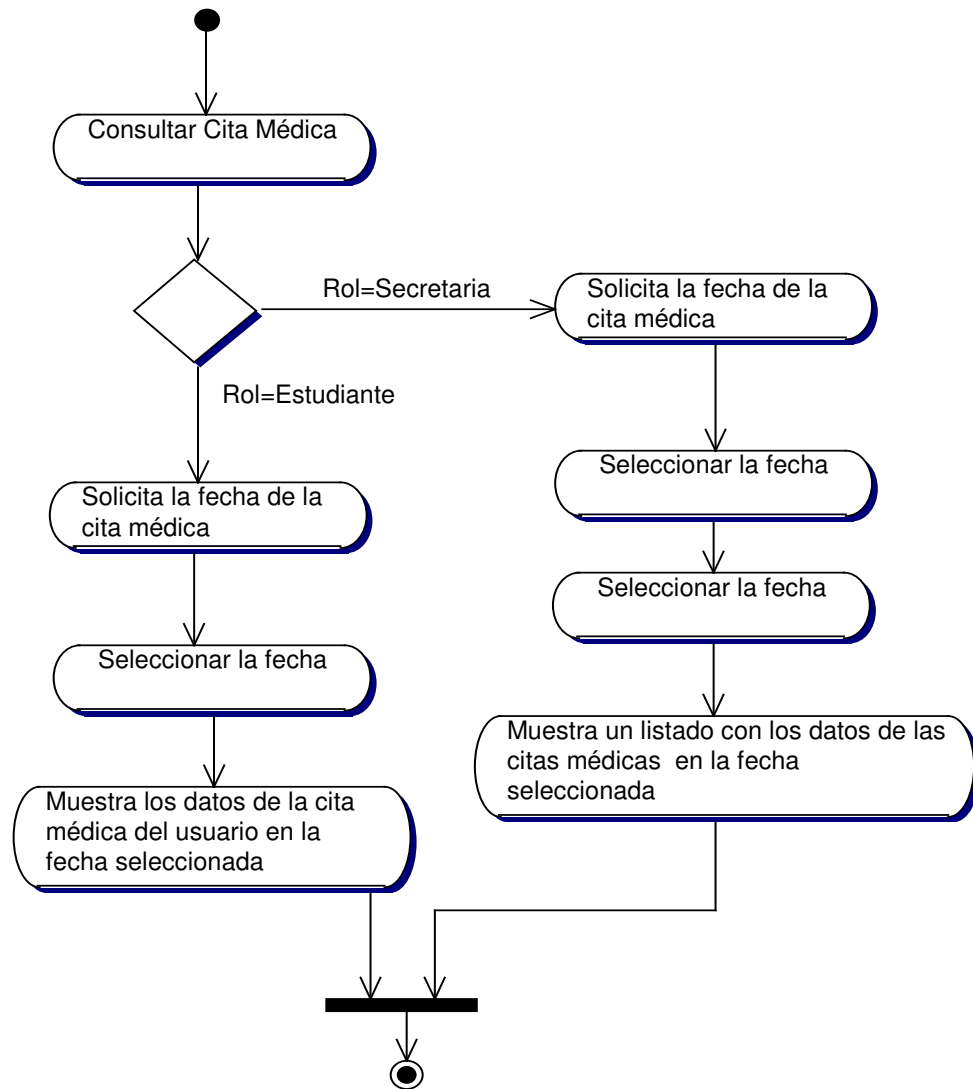 Consultar Cita Médica
Rol=Secretaria
Solicita la fecha de la
cita médica
Rol=Estudiante
Seleccionar la fecha
Solicita la fecha de la
cita médica
Seleccionar la fecha
Seleccionar la fecha
Muestra un listado con los datos de las
citas médicas en la fecha
seleccionada
Muestra los datos de la cita
médica del usuario en la
fecha seleccionada